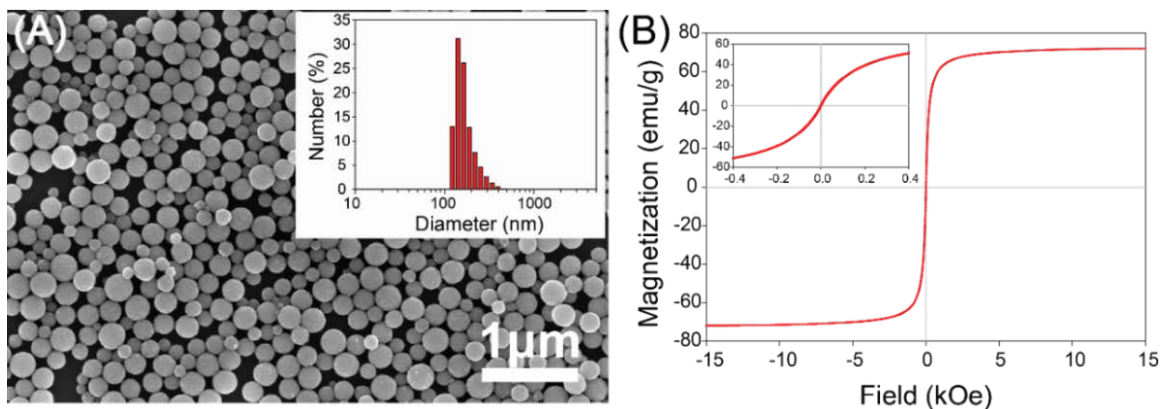 (A)
35
30
25
20
15
10
5
0
Number (%)
10 100 1000
Diameter (nm)
1μm
(B)
80
60
40
20
0
-20
-40
-60
-80
Magnetization (emu/g)
60
40
20
0
-20
-40
-60
-0.4 -0.2 0.0 0.2 0.4
-15 -10 -5 0 5 10 15
Field (kOe)